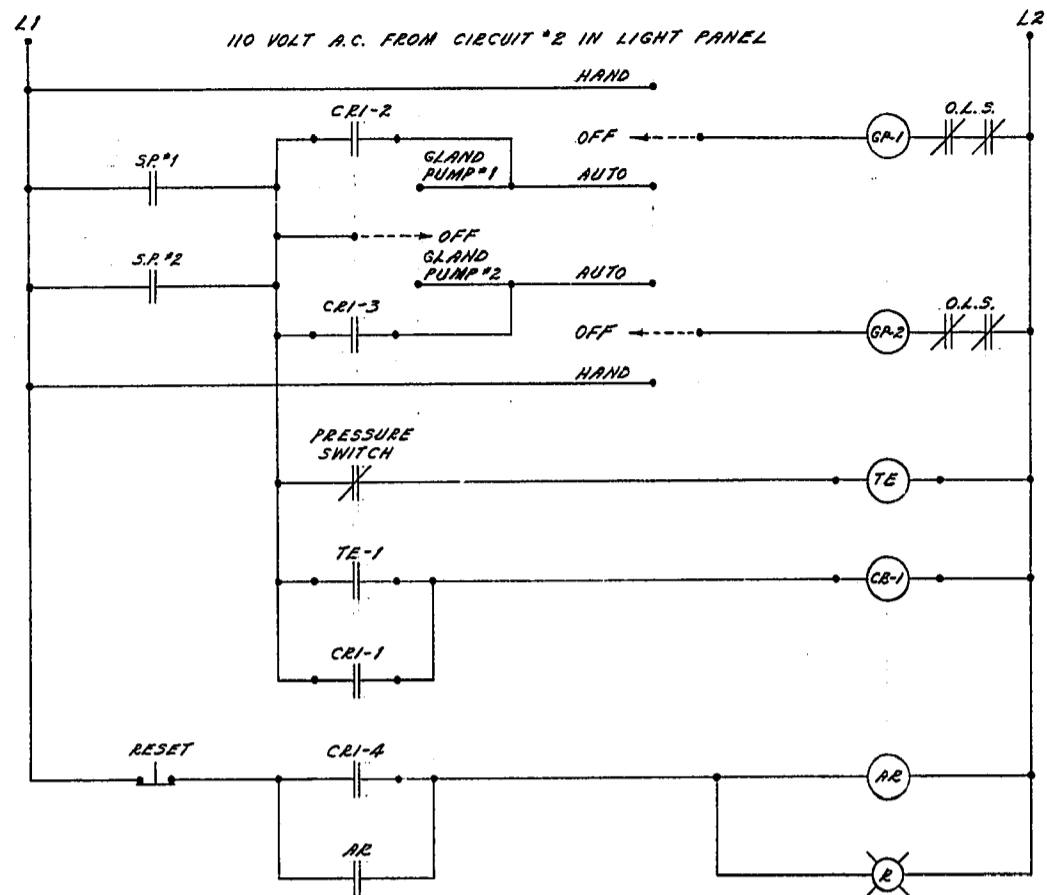 L1
L2
110 VOLT A.C. FROM CIRCUIT #2 IN LIGHT PANEL
HAND
CR1-2
OFF
GP-1
O.L.S.
S.P.#1
GLAND
PUMP#1
AUTO
OFF
S.P.#2
GLAND
PUMP#2
AUTO
CR1-3
OFF
GP-2
O.L.S.
HAND
PRESSURE
SWITCH
TE
TE-1
CR-1
CR1-1
RESET
CR1-4
AR
AR
R